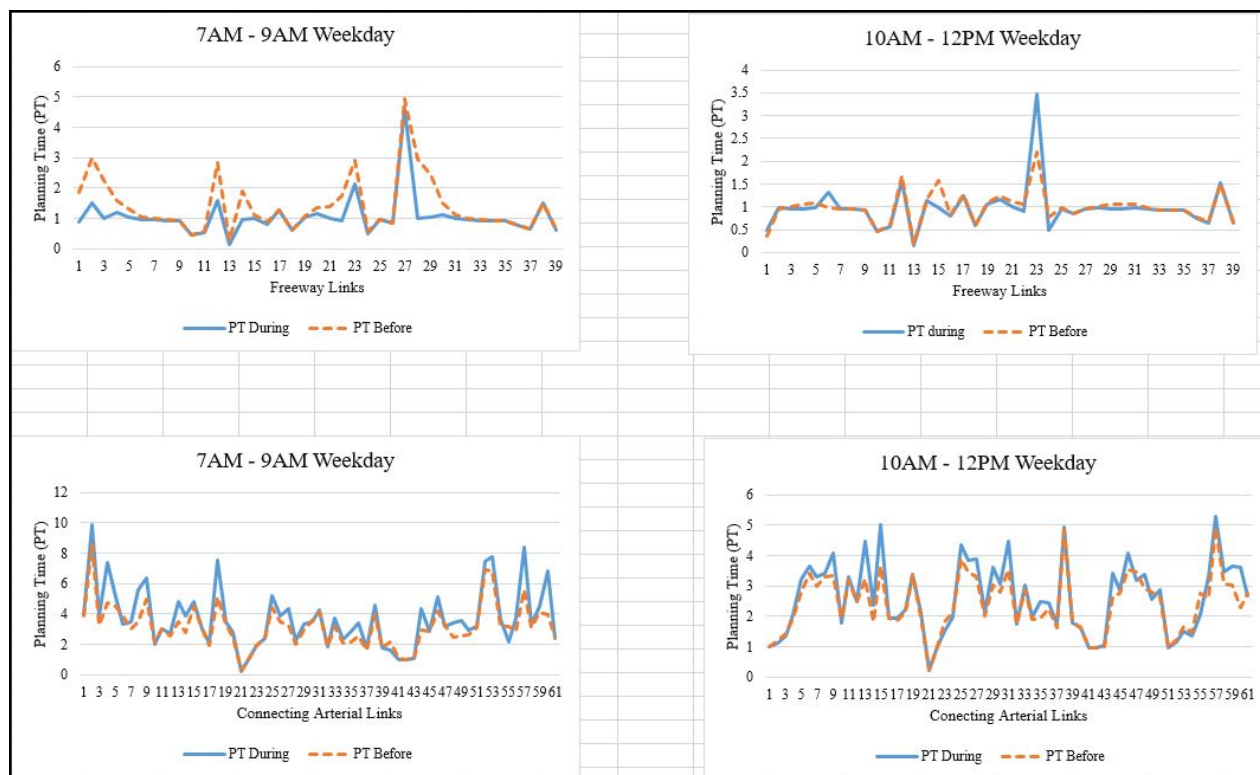 7AM - 9AM Weekday
Planning Time (PT)
6
5
4
3
2
1
0
1 3 5 7 9 11 13 15 17 19 21 23 25 27 29 31 33 35 37 39
Freeway Links
PT During PT Before
10AM - 12PM Weekday
Planning Time (PT)
4
3.5
3
2.5
2
1.5
1
0.5
0
1 3 5 7 9 11 13 15 17 19 21 23 25 27 29 31 33 35 37 39
Freeway Links
PT during PT Before
7AM - 9AM Weekday
Planning Time (PT)
12
10
8
6
4
2
0
1 3 5 7 9 11 13 15 17 19 21 23 25 27 29 31 33 35 37 39 41 43 45 47 49 51 53 55 57 59 61
Connecting Arterial Links
PT During PT Before
10AM - 12PM Weekday
Planning Time (PT)
6
5
4
3
2
1
0
1 3 5 7 9 11 13 15 17 19 21 23 25 27 29 31 33 35 37 39 41 43 45 47 49 51 53 55 57 59 61
Conecting Arterial Links
PT During PT Before